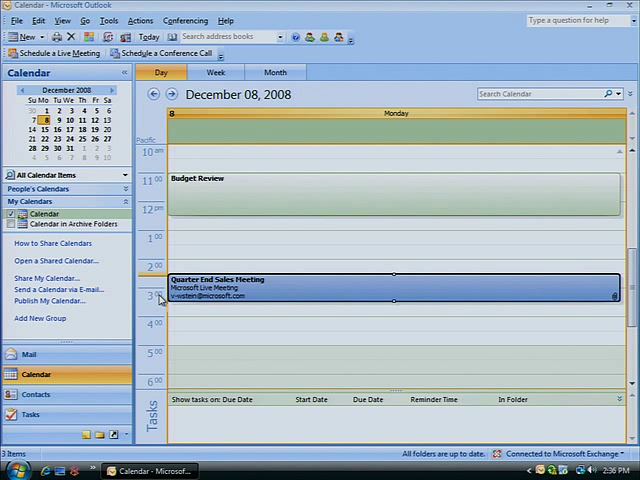 Calendar - Microsoft Outlook
File Edit View Go Tools Actions Conferencing Help
Type a question for help
New Today Search address books
Schedule a Live Meeting Schedule a Conference Call
Calendar «
Day Week Month
December 2008
Su Mo Tu We Th Fr Sa
30 1 2 3 4 5 6
7 8 9 10 11 12 13
14 15 16 17 18 19 20
21 22 23 24 25 26 27
28 29 30 31 1 2 3
4 5 6 7 8 9 10
December 08, 2008
Search Calendar
8 Monday
Pacific
10 am
11 00
Budget Review
12 pm
1 00
2 00
Quarter End Sales Meeting
Microsoft Live Meeting
v-wstein@microsoft.com
3 00
4 00
5 00
6 00
All Calendar Items
People's Calendars
My Calendars
Calendar
Calendar in Archive Folders
How to Share Calendars
Open a Shared Calendar...
Share My Calendar...
Send a Calendar via E-mail...
Publish My Calendar...
Add New Group
Mail
Calendar
Contacts
Tasks
Tasks
Show tasks on: Due Date Start Date Due Date Reminder Time In Folder
3 Items
All folders are up to date. Connected to Microsoft Exchange
Calendar - Microsof...
2:36 PM